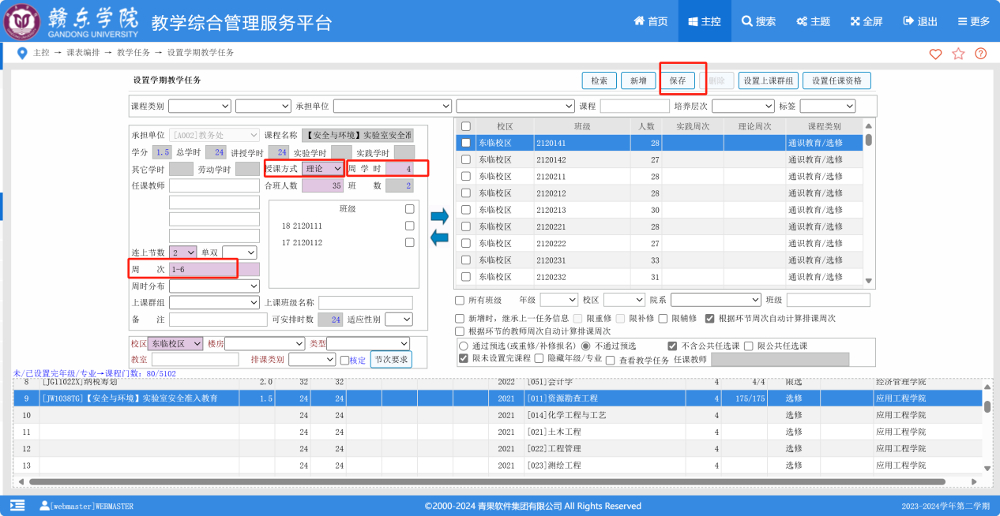 赣东学院
GANDONG UNIVERSITY
教学综合管理服务平台
首页 主控 搜索 主题 全屏 退出 更多
主控 → 课表编排 → 教学任务 → 设置学期教学任务
设置学期教学任务
检索 新增 保存 删除 设置上课群组 设置任课资格
课程类别 承担单位 课程 培养层次 标签
承担单位 [A002]教务处 课程名称 【安全与环境】实验室安全准
学分 1.5 总学时 24 讲授学时 24 实验学时 实践学时
其它学时 劳动学时 授课方式 理论 周 学 时 4
任课教师 合班人数 35 班 数 2
班级
18 2120111
17 2120112
连上节数 2 单双
周 次 1-6
周时分布
上课群组 上课班级名称
备 注 可安排时数 24 适应性别
校区 东临校区 楼房 类型
教室 排课类别 核定 节次要求
校区 班级 人数 实践周次 理论周次 课程类别
东临校区 2120141 28 通识教育/选修
东临校区 2120142 27 通识教育/选修
东临校区 2120211 28 通识教育/选修
东临校区 2120212 28 通识教育/选修
东临校区 2120213 30 通识教育/选修
东临校区 2120221 28 通识教育/选修
东临校区 2120222 27 通识教育/选修
东临校区 2120231 33 通识教育/选修
东临校区 2120232 31 通识教育/选修
所有班级 年级 校区 院系 班级
新增时，继承上一任务信息 限重修 限补修 限辅修 根据环节周次自动计算排课周次
根据环节的教师周次自动计算排课周次
通过预选(或重修/补修报名) 不通过预选 不含公共任选课 限公共任选课
限未设置完课程 隐藏年级/专业 查看教学任务 任课教师
未/已设置完年级/专业→课程门数: 80/5102
8 [JG1102ZX]纳税筹划 2.0 32 32 2022 [051]会计学 4 4/4 限选 经济管理学院
9 [JW1038TG]【安全与环境】实验室安全准入教育 1.5 24 24 2021 [011]资源勘查工程 4 175/175 选修 应用工程学院
10 24 24 2021 [014]化学工程与工艺 4 选修 应用工程学院
11 24 24 2021 [021]土木工程 4 选修 应用工程学院
12 24 24 2021 [022]工程管理 4 选修 应用工程学院
13 24 24 2021 [023]测绘工程 4 选修 应用工程学院
[webmaster]WEBMASTER
©2000-2024 青果软件集团有限公司 All Rights Reserved
2023-2024学年第二学期